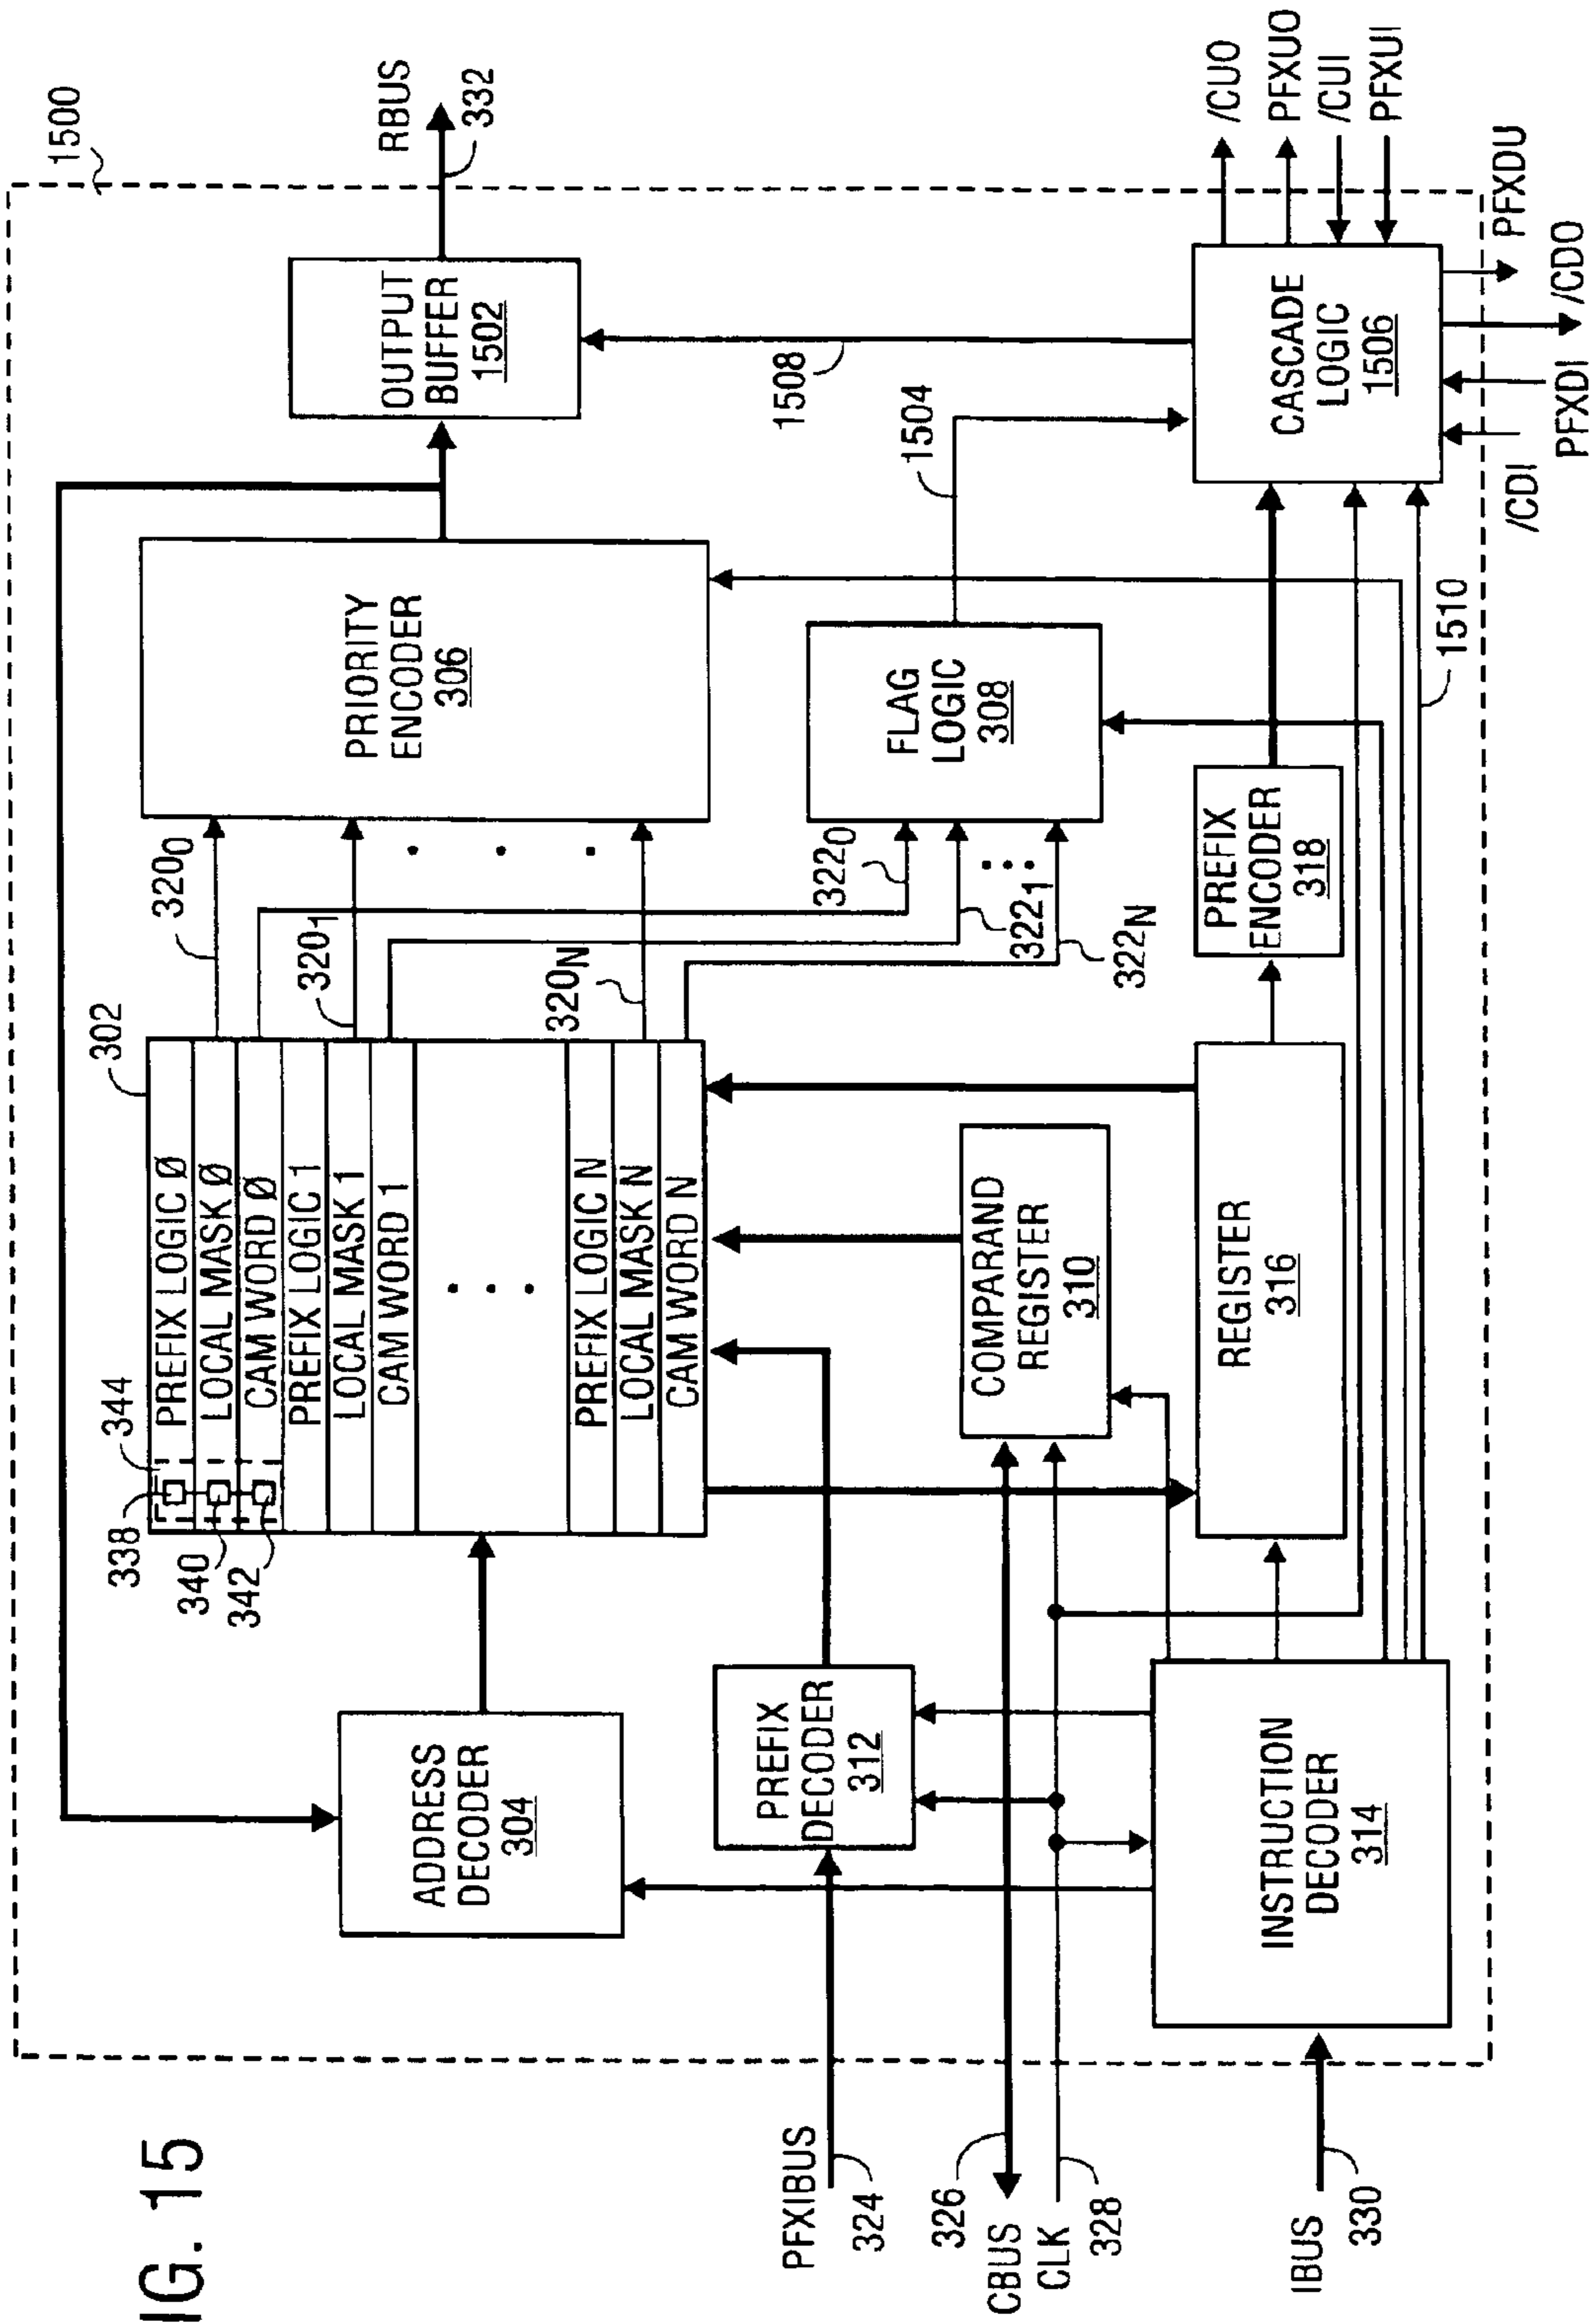 IG. 15
1500
RBUS
332
OUTPUT
BUFFER
1502
1508
1504
CASCADE
LOGIC
1506
/CUO
PFXUO
/CUI
PFXUI
PFXDU
/CDO
PFXDI
/CDI
1510
PRIORITY
ENCODER
306
FLAG
LOGIC
308
PREFIX
ENCODER
318
320₀
320₁
320N
322₀
322₁
322N
. . .
. . .
302
344
338
340
342
PREFIX LOGIC Ø
LOCAL MASK Ø
CAM WORD Ø
PREFIX LOGIC 1
LOCAL MASK 1
CAM WORD 1
. . .
PREFIX LOGIC N
LOCAL MASK N
CAM WORD N
COMPARAND
REGISTER
310
REGISTER
316
ADDRESS
DECODER
304
PREFIX
DECODER
312
INSTRUCTION
DECODER
314
PFXIBUS
324
326
CBUS
CLK
328
IBUS
330